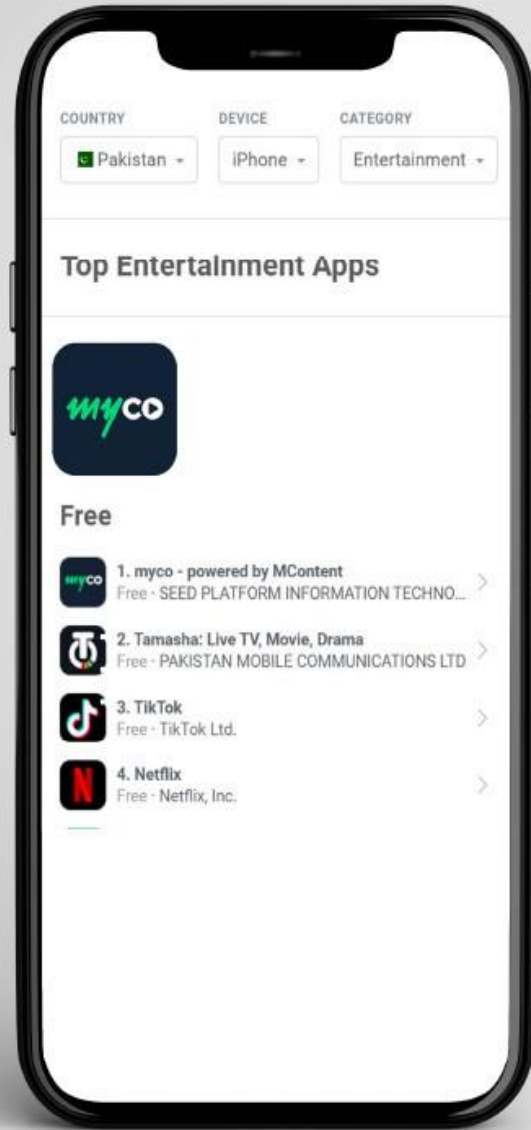 COUNTRY DEVICE CATEGORY
Pakistan iPhone Entertainment
Top Entertainment Apps
myco
Free
myco
1. myco - powered by MContent
Free · SEED PLATFORM INFORMATION TECHNO...
2. Tamasha: Live TV, Movie, Drama
Free · PAKISTAN MOBILE COMMUNICATIONS LTD
3. TikTok
Free · TikTok Ltd.
N
4. Netflix
Free · Netflix, Inc.